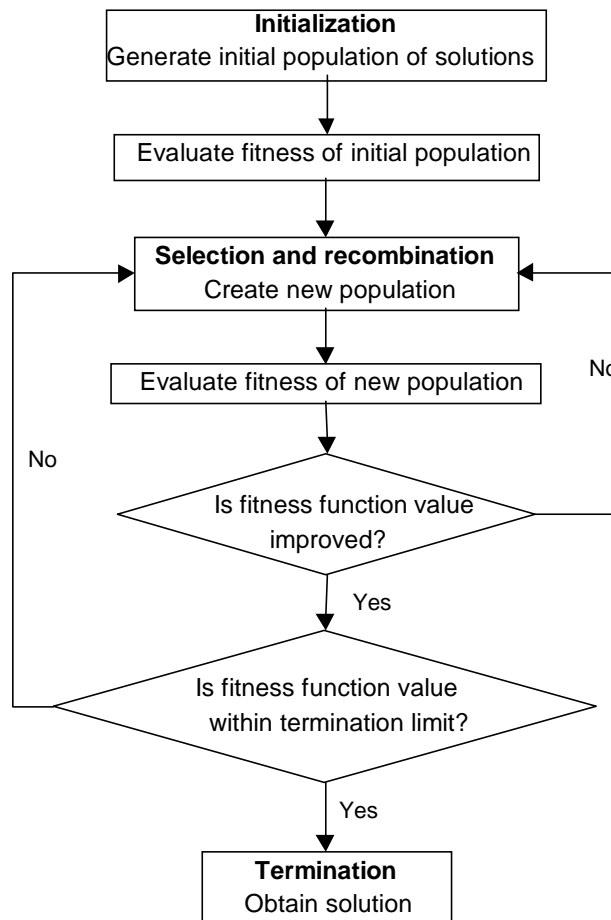 Initialization
Generate initial population of solutions
Evaluate fitness of initial population
Selection and recombination
Create new population
Evaluate fitness of new population
No
No
Is fitness function value
improved?
Yes
Is fitness function value
within termination limit?
Yes
Termination
Obtain solution